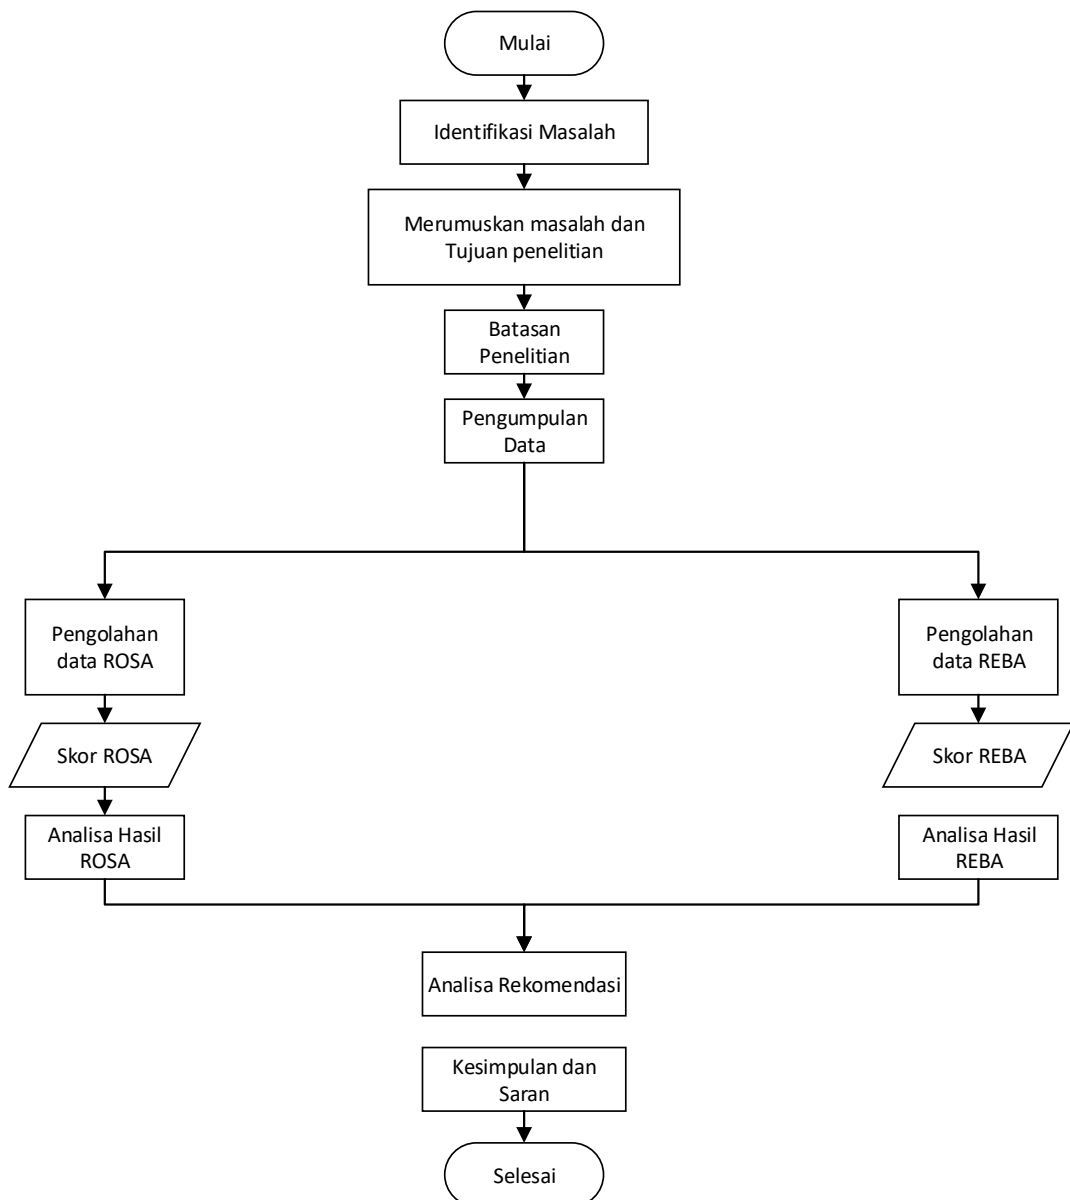 Mulai
Identifikasi Masalah
Merumuskan masalah dan
Tujuan penelitian
Batasan
Penelitian
Pengumpulan
Data
Pengolahan
data ROSA
Pengolahan
data REBA
Skor ROSA
Skor REBA
Analisa Hasil
ROSA
Analisa Hasil
REBA
Analisa Rekomendasi
Kesimpulan dan
Saran
Selesai